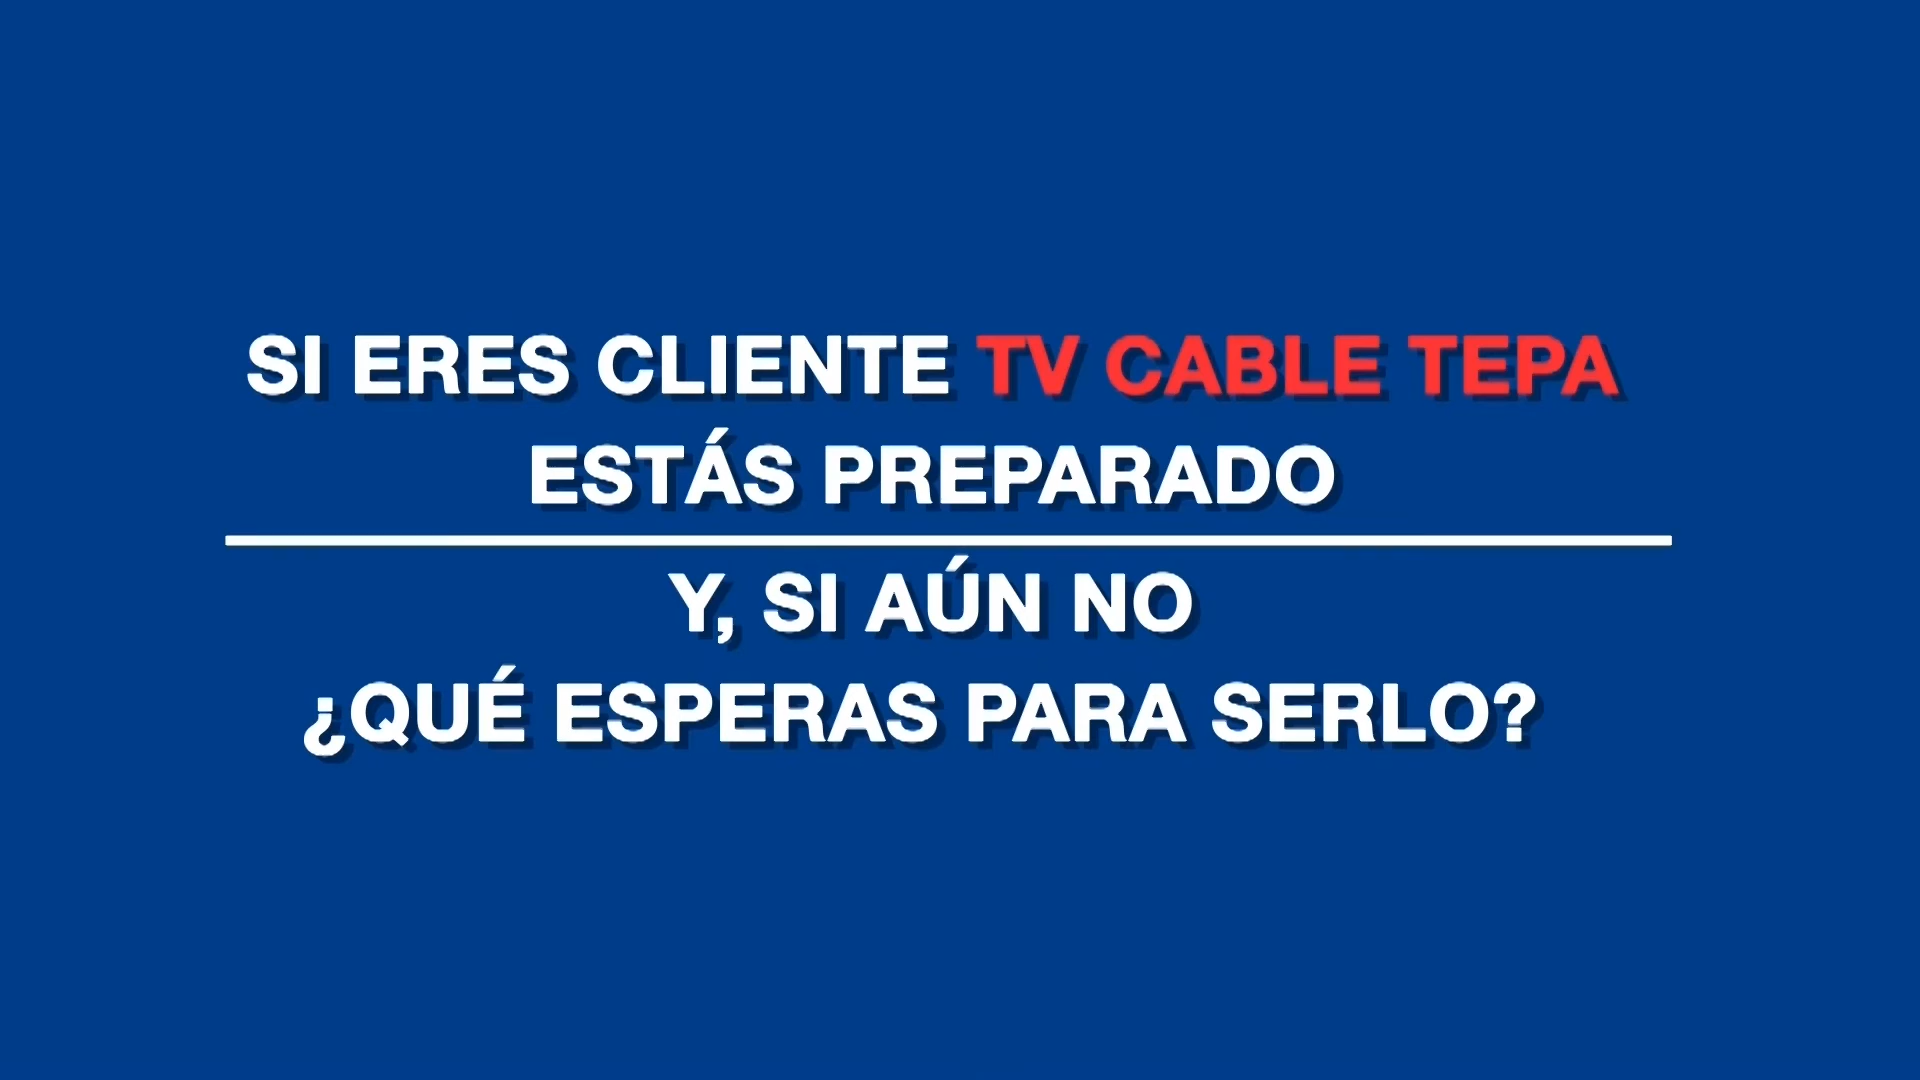 SI ERES CLIENTE TV CABLE TEPA
ESTÁS PREPARADO
Y, SI AÚN NO
¿QUÉ ESPERAS PARA SERLO?